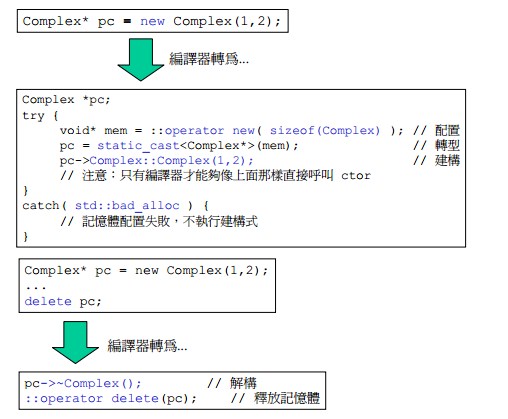 Complex* pc = new Complex(1,2);
編譯器轉為...
Complex *pc;
try {
void* mem = ::operator new( sizeof(Complex) ); // 配置
pc = static_cast<Complex*>(mem); // 轉型
pc->Complex::Complex(1,2); // 建構
// 注意：只有編譯器才能夠像上面那樣直接呼叫 ctor
}
catch( std::bad_alloc ) {
// 記憶體配置失敗，不執行建構式
}
Complex* pc = new Complex(1,2);
...
delete pc;
編譯器轉為...
pc->~Complex(); // 解構
::operator delete(pc); // 釋放記憶體